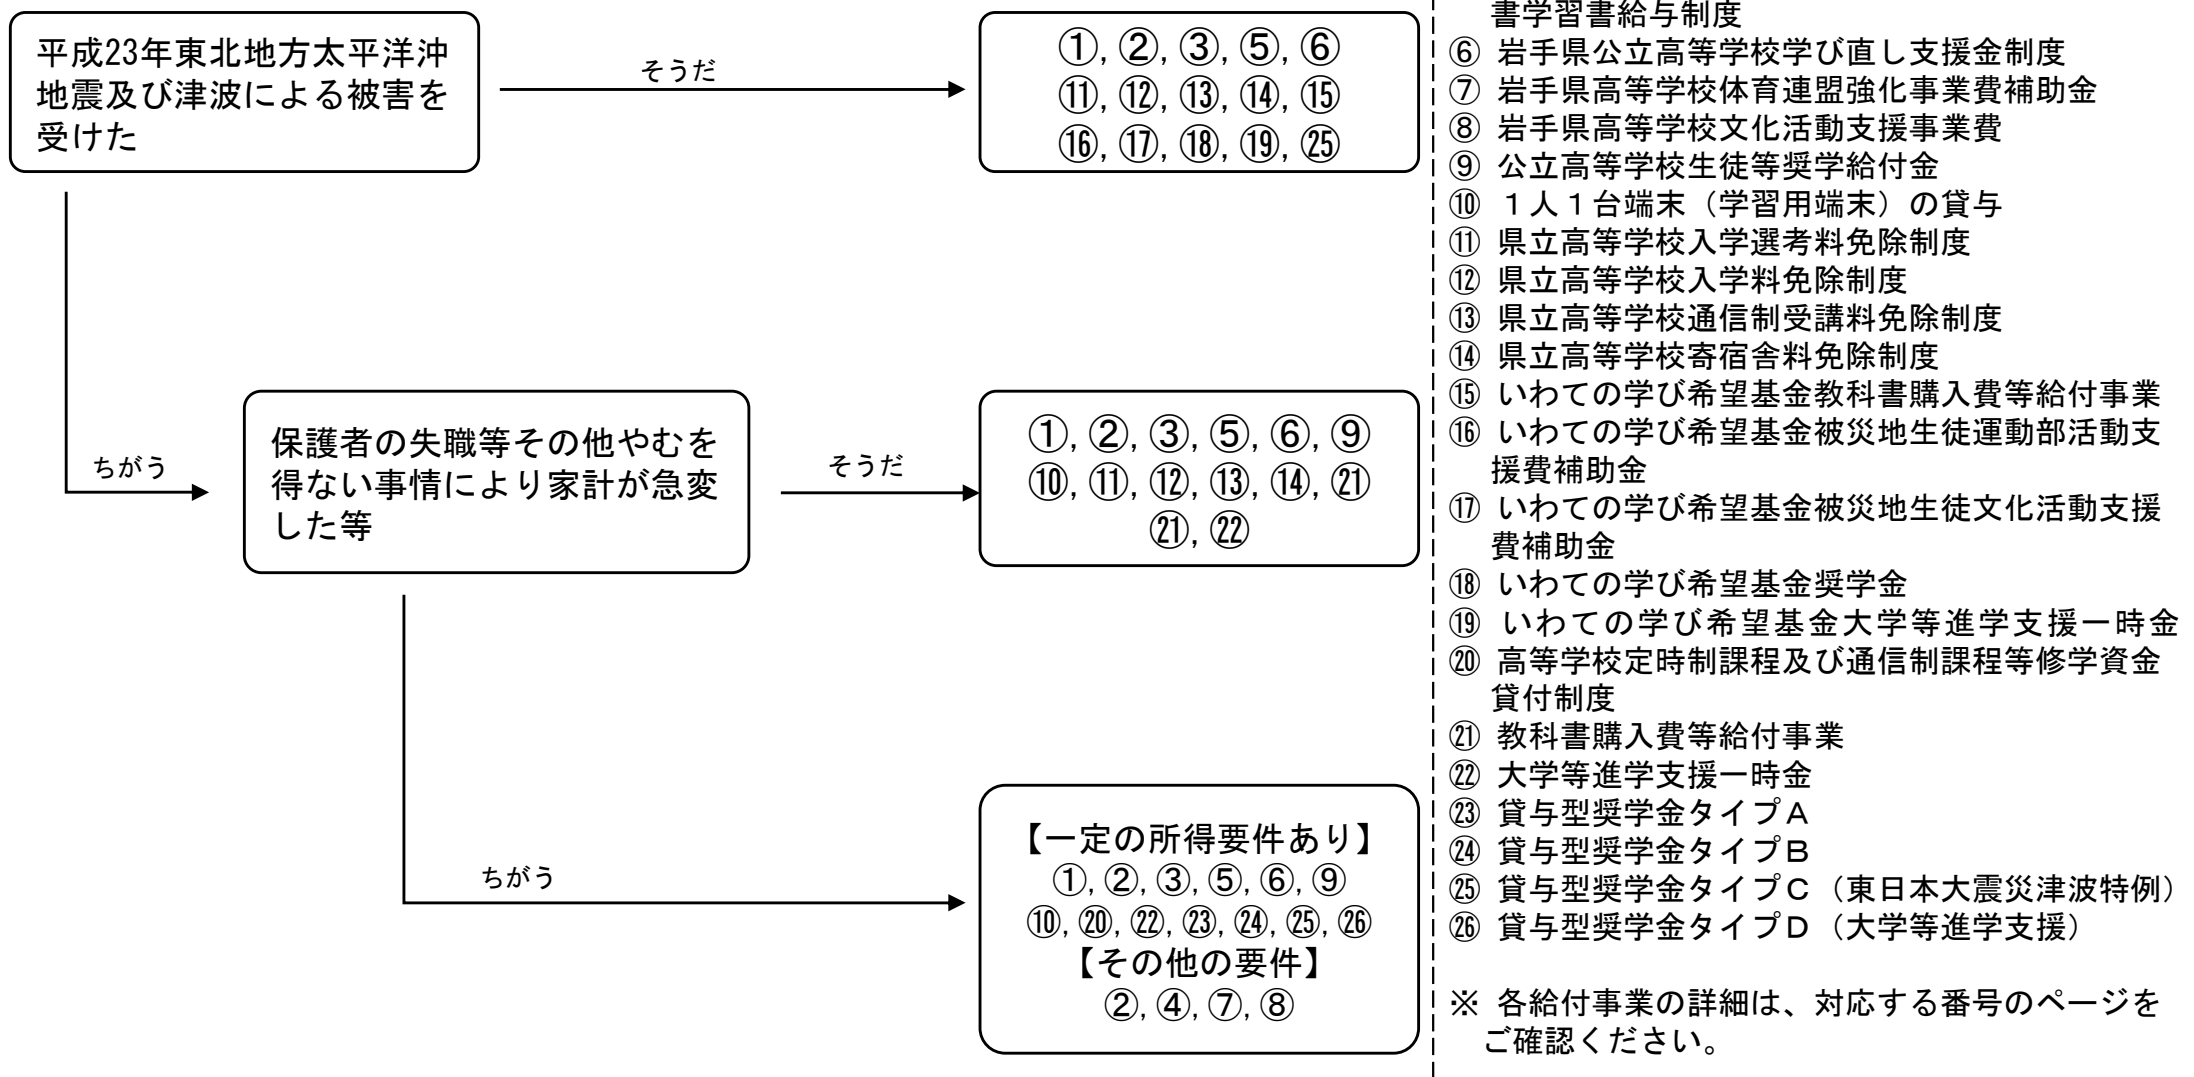 平成23年東北地方太平洋沖
地震及び津波による被害を
受けた
そうだ
①, ②, ③, ⑤, ⑥
⑪, ⑫, ⑬, ⑭, ⑮
⑯, ⑰, ⑱, ⑲, ㉕
ちがう
保護者の失職等その他やむを
得ない事情により家計が急変
した等
そうだ
①, ②, ③, ⑤, ⑥, ⑨
⑩, ⑪, ⑫, ⑬, ⑭, ㉑
㉑, ㉒
ちがう
【一定の所得要件あり】
①, ②, ③, ⑤, ⑥, ⑨
⑩, ⑳, ㉒, ㉓, ㉔, ㉕, ㉖
【その他の要件】
②, ④, ⑦, ⑧
書学習書給与制度
⑥ 岩手県公立高等学校学び直し支援金制度
⑦ 岩手県高等学校体育連盟強化事業費補助金
⑧ 岩手県高等学校文化活動支援事業費
⑨ 公立高等学校生徒等奨学給付金
⑩ １人１台端末（学習用端末）の貸与
⑪ 県立高等学校入学選考料免除制度
⑫ 県立高等学校入学料免除制度
⑬ 県立高等学校通信制受講料免除制度
⑭ 県立高等学校寄宿舎料免除制度
⑮ いわての学び希望基金教科書購入費等給付事業
⑯ いわての学び希望基金被災地生徒運動部活動支
援費補助金
⑰ いわての学び希望基金被災地生徒文化活動支援
費補助金
⑱ いわての学び希望基金奨学金
⑲ いわての学び希望基金大学等進学支援一時金
⑳ 高等学校定時制課程及び通信制課程等修学資金
貸付制度
㉑ 教科書購入費等給付事業
㉒ 大学等進学支援一時金
㉓ 貸与型奨学金タイプＡ
㉔ 貸与型奨学金タイプＢ
㉕ 貸与型奨学金タイプＣ（東日本大震災津波特例）
㉖ 貸与型奨学金タイプＤ（大学等進学支援）
※ 各給付事業の詳細は、対応する番号のページを
ご確認ください。